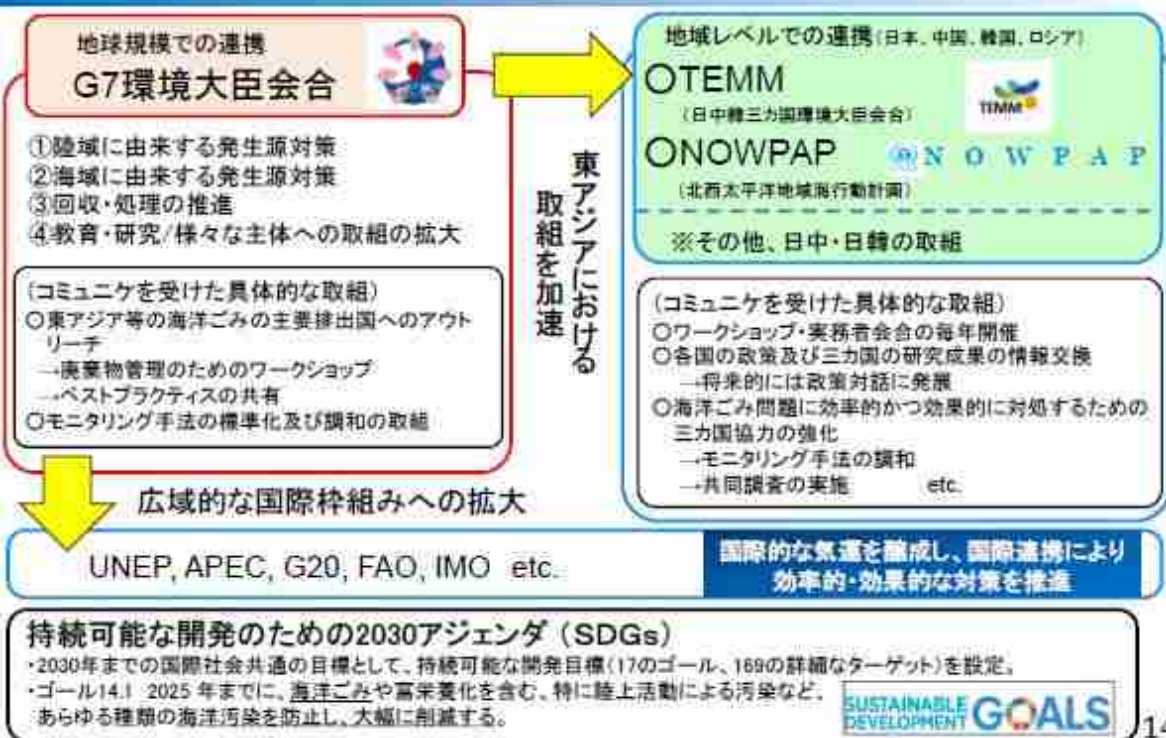 地球規模での連携
G7環境大臣会合
①陸域に由来する発生源対策
②海域に由来する発生源対策
③回収・処理の推進
④教育・研究/様々な主体への取組の拡大
(コミュニケを受けた具体的な取組)
○東アジア等の海洋ごみの主要排出国へのアウト
リーチ
→廃棄物管理のためのワークショップ
→ベストプラクティスの共有
○モニタリング手法の標準化及び調和の取組
東アジアにおける
取組を加速
地域レベルでの連携(日本、中国、韓国、ロシア)
○TEMM
TEMM
(日中韓三カ国環境大臣会合)
○NOWPAP
NOWPAP
(北西太平洋地域海行動計画)
※その他、日中・日韓の取組
(コミュニケを受けた具体的な取組)
○ワークショップ・実務者会合の毎年開催
○各国の政策及び三カ国の研究成果の情報交換
→将来的には政策対話に発展
○海洋ごみ問題に効率的かつ効果的に対処するための
三カ国協力の強化
→モニタリング手法の調和
→共同調査の実施 etc.
広域的な国際枠組みへの拡大
UNEP, APEC, G20, FAO, IMO etc.
国際的な気運を醸成し、国際連携により
効率的・効果的な対策を推進
持続可能な開発のための2030アジェンダ（SDGs）
・2030年までの国際社会共通の目標として、持続可能な開発目標(17のゴール、169の詳細なターゲット)を設定。
・ゴール14.1 2025年までに、海洋ごみや富栄養化を含む、特に陸上活動による汚染など、
あらゆる種類の海洋汚染を防止し、大幅に削減する。
SUSTAINABLE DEVELOPMENT GOALS
14